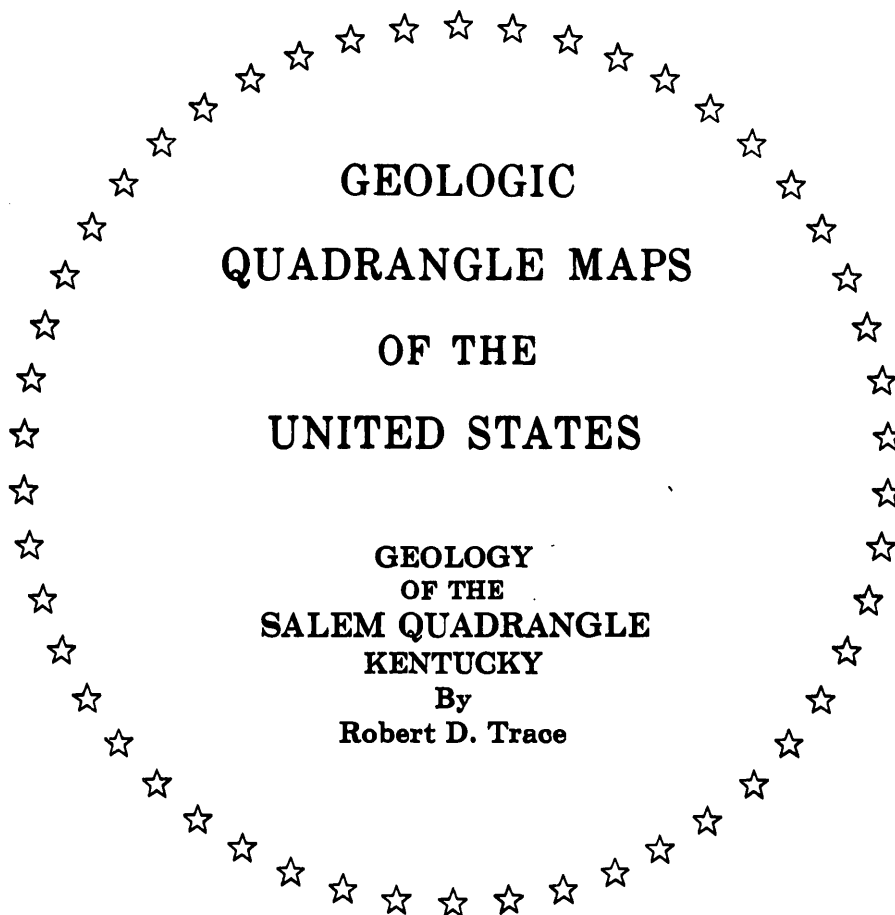 GEOLOGIC
QUADRANGLE MAPS
OF THE
UNITED STATES
GEOLOGY
OF THE
SALEM QUADRANGLE
KENTUCKY
By
Robert D. Trace